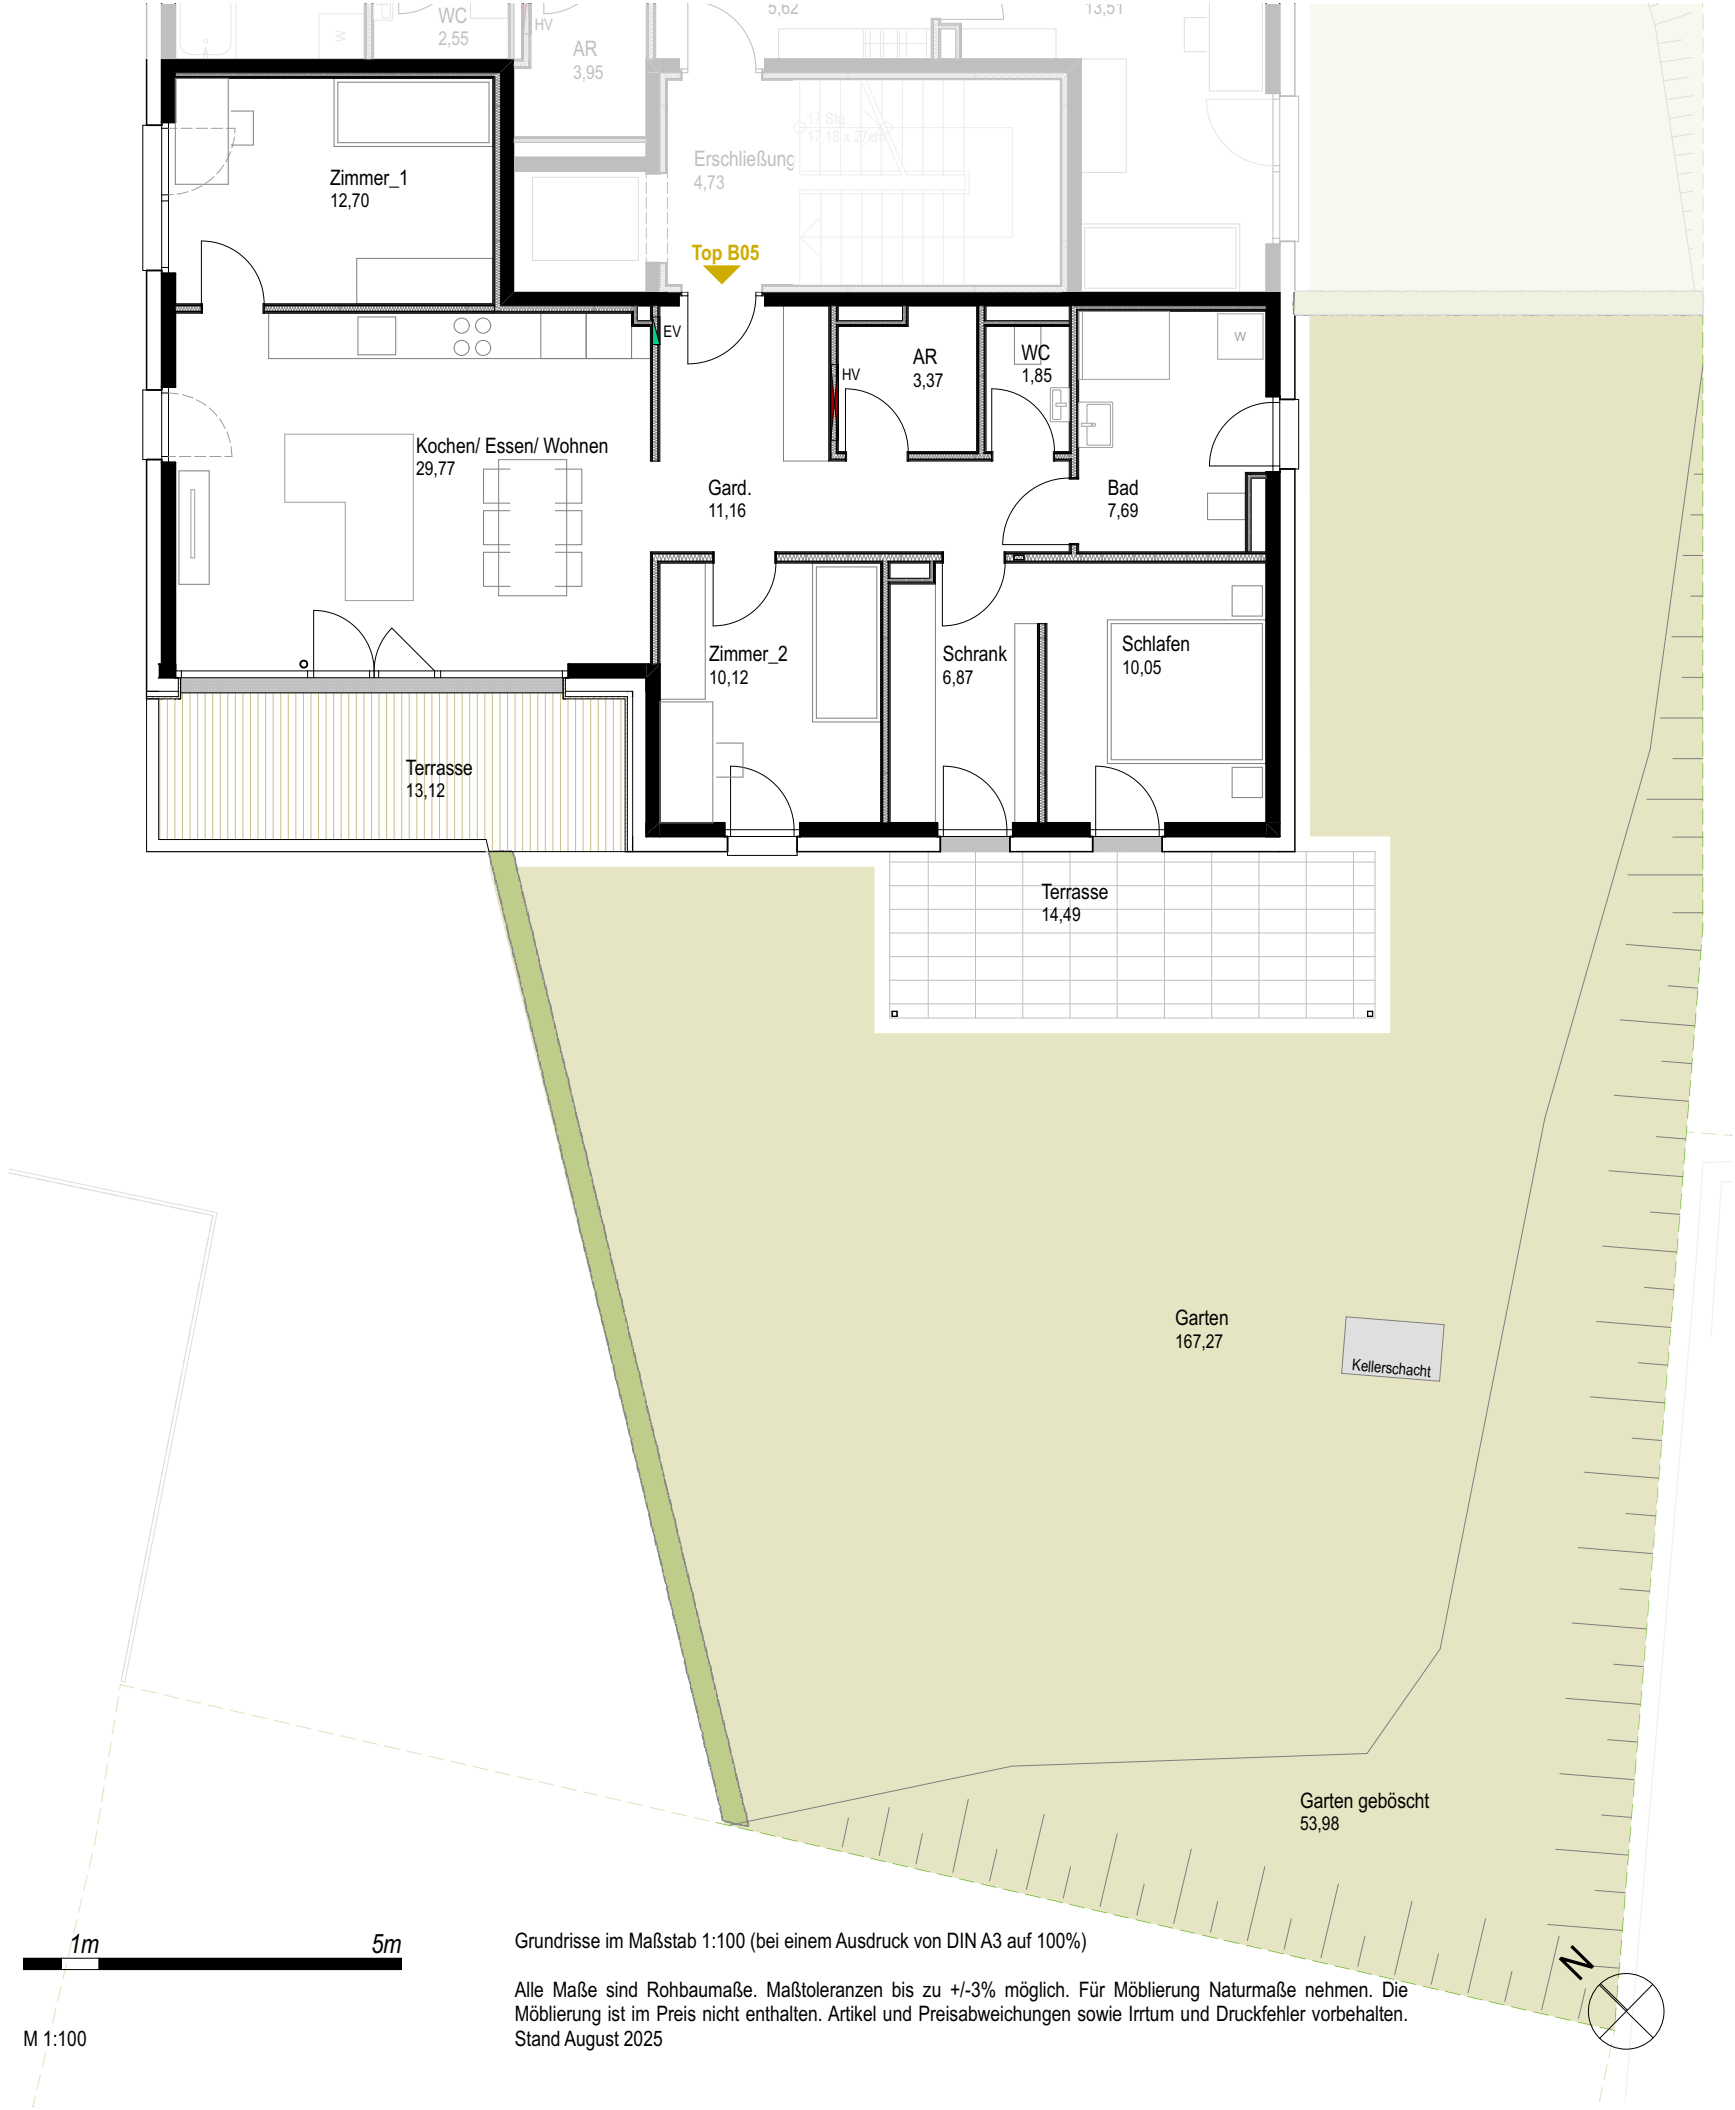 WC
2,55
HV
AR
3,95
5,62
13,51
W
17 Stg.
17,18 x 27cm
Erschließung
4,73
Top B05
Zimmer_1
12,70
EV
HV
AR
3,37
WC
1,85
W
Kochen/ Essen/ Wohnen
29,77
Gard.
11,16
Bad
7,69
Zimmer_2
10,12
Schrank
6,87
Schlafen
10,05
Terrasse
13,12
Terrasse
14,49
Garten
167,27
Kellerschacht
Garten geböscht
53,98
1m
5m
M 1:100
Grundrisse im Maßstab 1:100 (bei einem Ausdruck von DIN A3 auf 100%)
Alle Maße sind Rohbaumaße. Maßtoleranzen bis zu +/-3% möglich. Für Möblierung Naturmaße nehmen. Die
Möblierung ist im Preis nicht enthalten. Artikel und Preisabweichungen sowie Irrtum und Druckfehler vorbehalten.
Stand August 2025
N